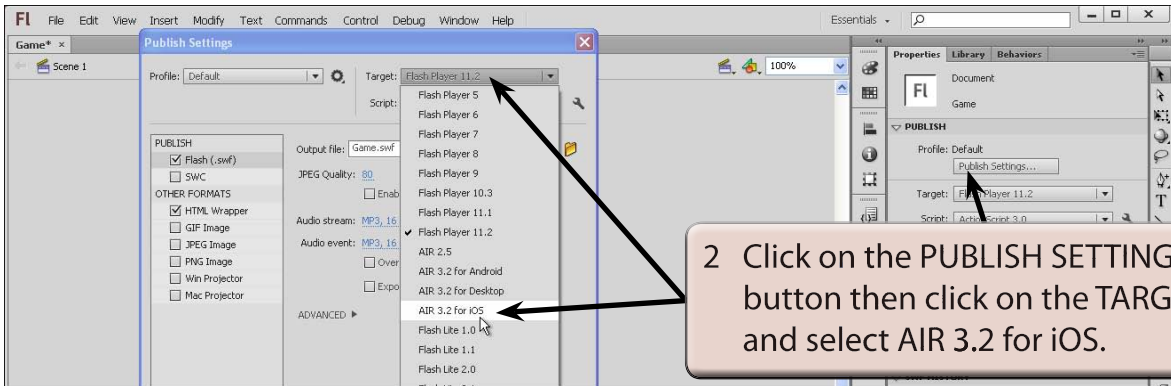 Fl File Edit View Insert Modify Text Commands Control Debug Window Help Essentials
Game* ×
Publish Settings
Scene 1
100%
Profile: Default
Target: Flash Player 11.2
Script:
Flash Player 5
Flash Player 6
Flash Player 7
Flash Player 8
Flash Player 9
Flash Player 10.3
Flash Player 11.1
Flash Player 11.2
AIR 2.5
AIR 3.2 for Android
AIR 3.2 for Desktop
AIR 3.2 for iOS
Flash Lite 1.0
Flash Lite 1.1
Flash Lite 2.0
PUBLISH
Flash (.swf)
SWC
OTHER FORMATS
HTML Wrapper
GIF Image
JPEG Image
PNG Image
Win Projector
Mac Projector
Output file: Game.swf
JPEG Quality: 80
Enab
Audio stream: MP3, 16
Audio event: MP3, 16
Over
Expo
ADVANCED
Properties Library Behaviors
Fl
Document
Game
PUBLISH
Profile: Default
Publish Settings...
Target: Flash Player 11.2
Script: ActionScript 3.0
2 Click on the PUBLISH SETTING
button then click on the TARG
and select AIR 3.2 for iOS.